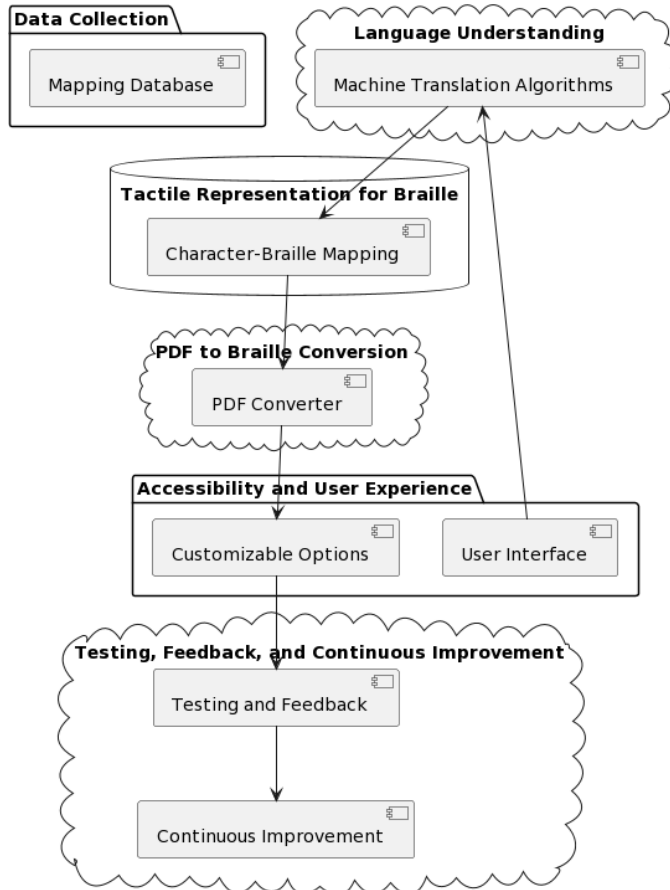 Data Collection
Mapping Database
Language Understanding
Machine Translation Algorithms
Tactile Representation for Braille
Character-Braille Mapping
PDF to Braille Conversion
PDF Converter
Accessibility and User Experience
Customizable Options
User Interface
Testing, Feedback, and Continuous Improvement
Testing and Feedback
Continuous Improvement